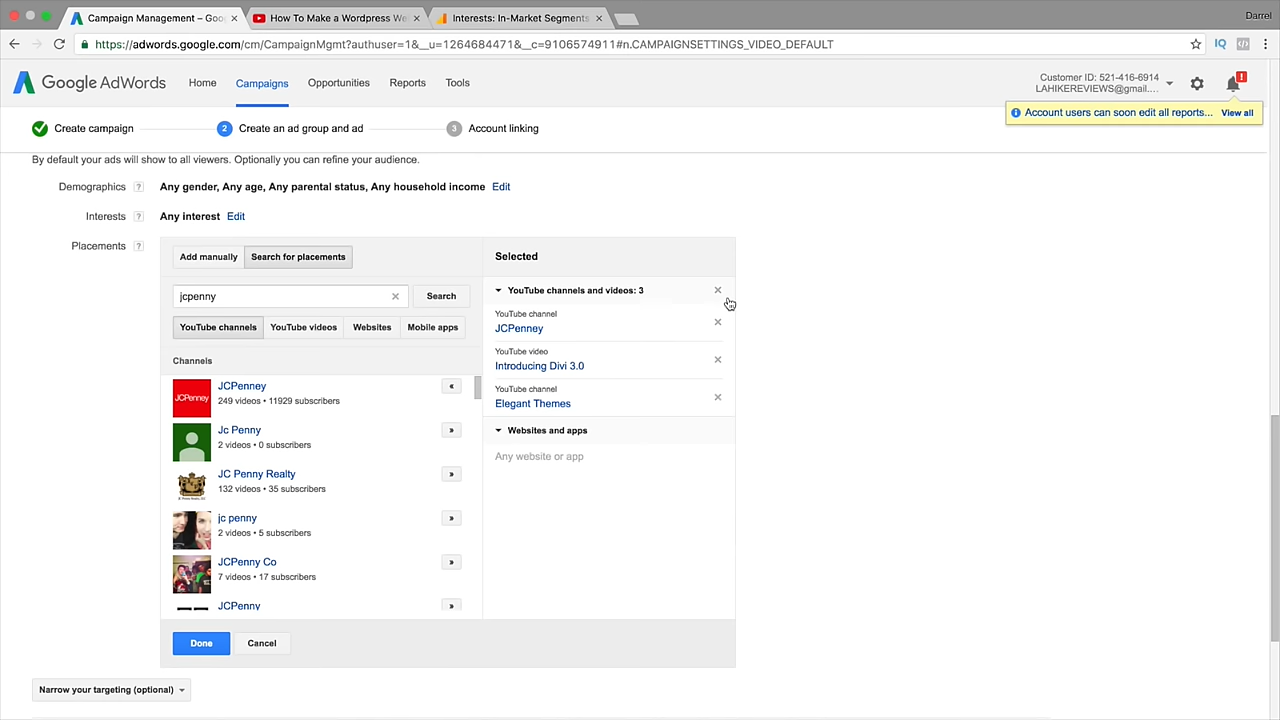 Campaign Management – Goo
How To Make a Wordpress We
Interests: In-Market Segments
Darrel
https://adwords.google.com/cm/CampaignMgmt?authuser=1&__u=1264684471&__c=9106574911#n.CAMPAIGNSETTINGS_VIDEO_DEFAULT
IQ
Google AdWords
Home
Campaigns
Opportunities
Reports
Tools
Customer ID: 521-416-6914
LAHIKEREVIEWS@gmail....
!
Account users can soon edit all reports... View all
Create campaign
2 Create an ad group and ad
3 Account linking
By default your ads will show to all viewers. Optionally you can refine your audience.
Demographics ? Any gender, Any age, Any parental status, Any household income Edit
Interests ? Any interest Edit
Placements ?
Add manually
Search for placements
jcpenny
Search
YouTube channels
YouTube videos
Websites
Mobile apps
Channels
JCPenney
JCPenney
249 videos • 11929 subscribers
«
Jc Penny
2 videos • 0 subscribers
»
JC Penny Realty
132 videos • 35 subscribers
»
jc penny
2 videos • 5 subscribers
»
JCPenny Co
7 videos • 17 subscribers
»
JCPenny
»
Selected
YouTube channels and videos: 3
YouTube channel
JCPenney
YouTube video
Introducing Divi 3.0
YouTube channel
Elegant Themes
Websites and apps
Any website or app
Done
Cancel
Narrow your targeting (optional)